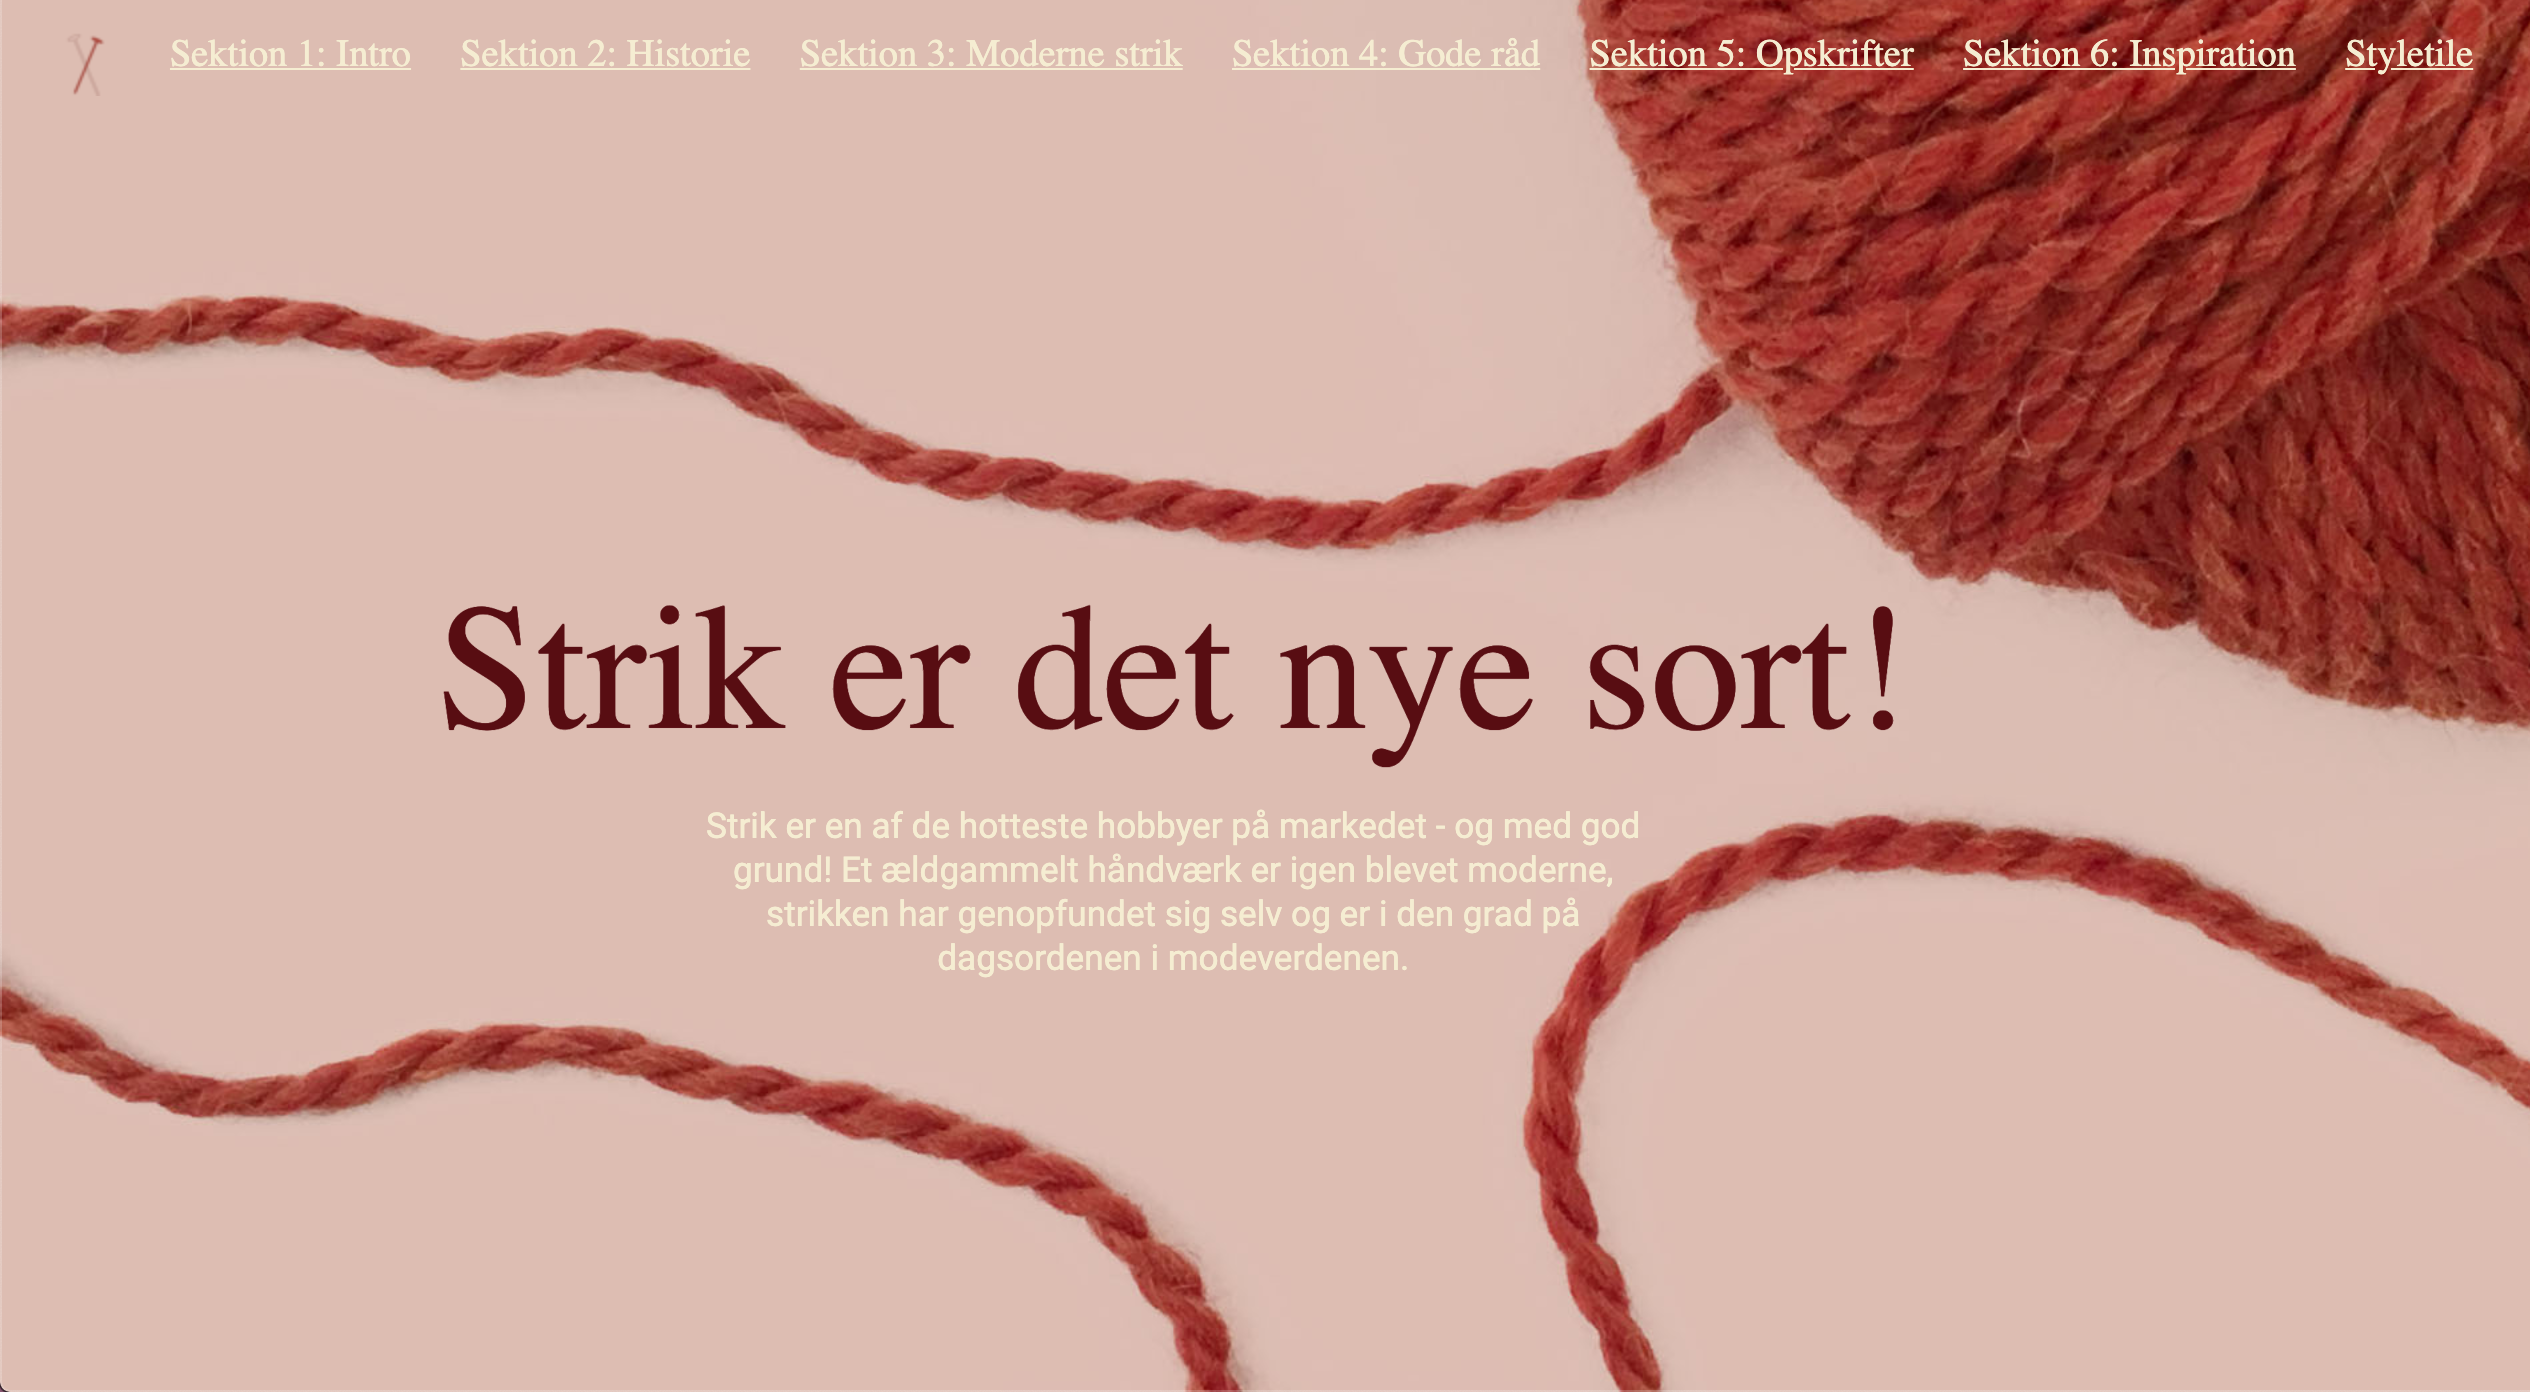 Sektion 1: Intro Sektion 2: Historie Sektion 3: Moderne strik Sektion 4: Gode råd Sektion 5: Opskrifter Sektion 6: Inspiration Styletile
Strik er det nye sort!
Strik er en af de hotteste hobbyer på markedet - og med god
grund! Et ældgammelt håndværk er igen blevet moderne,
strikken har genopfundet sig selv og er i den grad på
dagsordenen i modeverdenen.